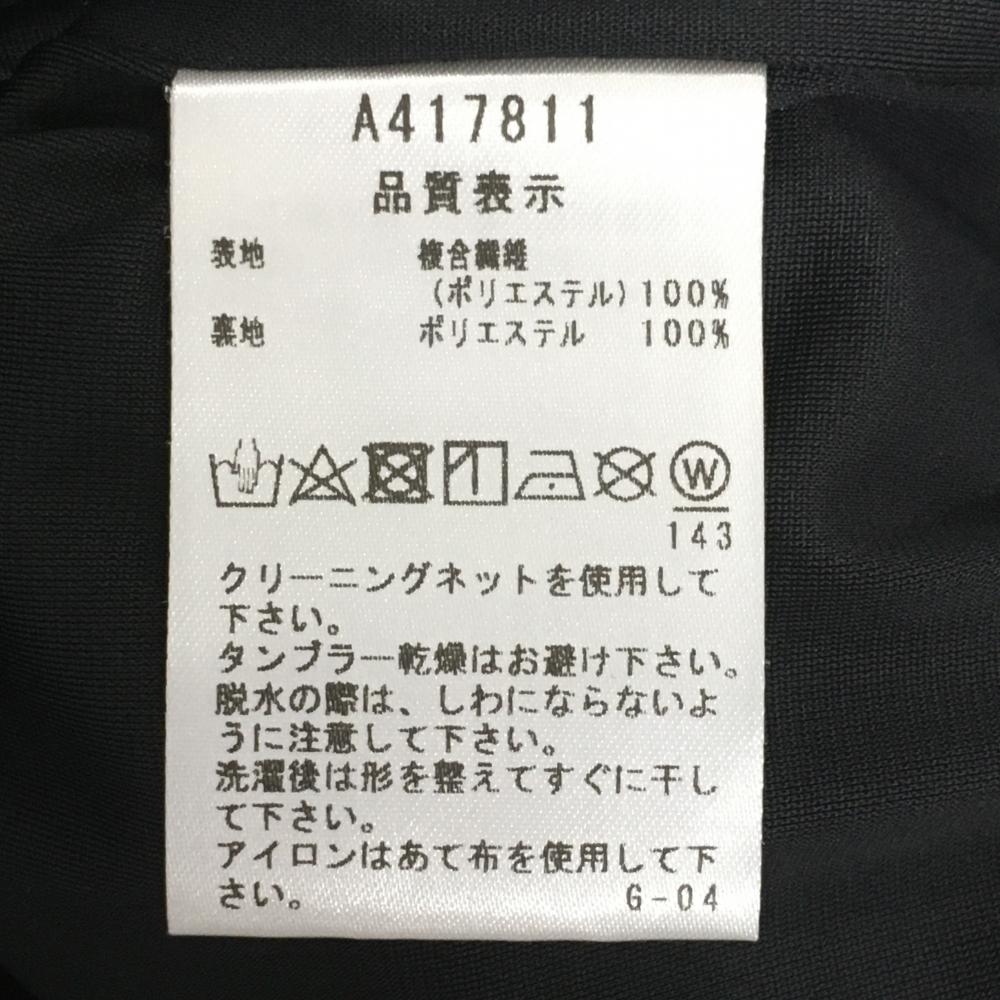 A417811
品質表示
表地 複合繊維
(ポリエステル)100%
裏地 ポリエステル 100%
W
143
クリーニングネットを使用して
下さい。
タンブラー乾燥はお避け下さい。
脱水の際は、しわにならないよ
うに注意して下さい。
洗濯後は形を整えてすぐに干し
て下さい。
アイロンはあて布を使用して下
さい。 G-04